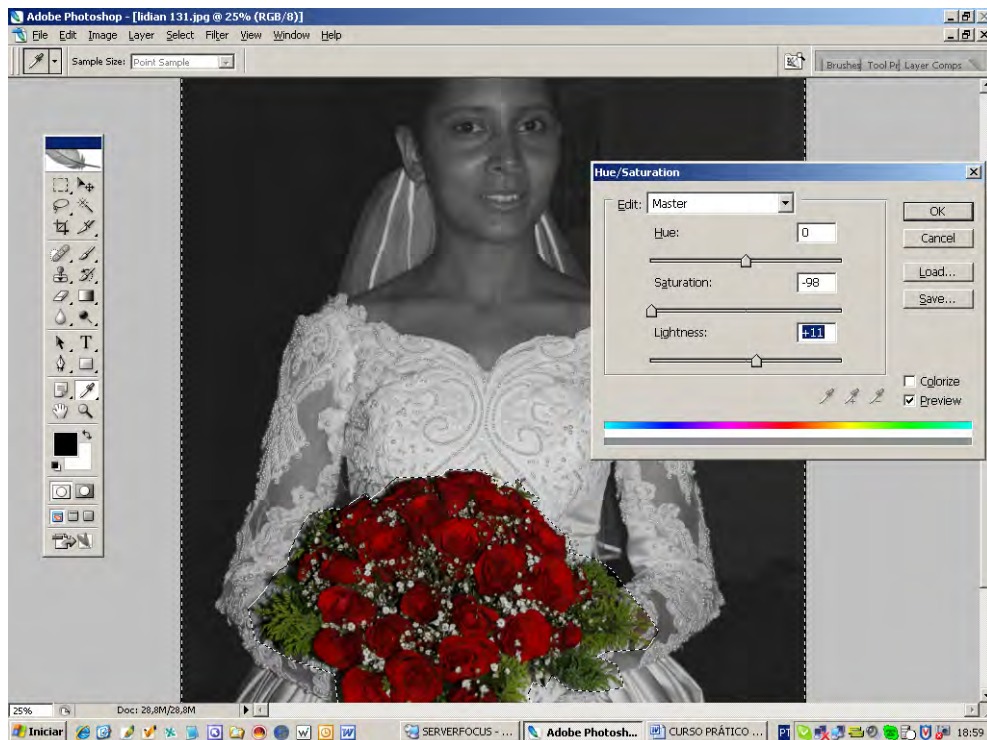 Adobe Photoshop - [lidian 131.jpg @ 25% (RGB/8)]
File Edit Image Layer Select Filter View Window Help
Sample Size: Point Sample
Brushes Tool Pr Layer Comps
Hue/Saturation
Edit: Master
Hue: 0
Saturation: -98
Lightness: +11
OK
Cancel
Load...
Save...
Colorize
Preview
25% Doc: 28,8M/28,8M
Iniciar SERVERFOCUS - ... Adobe Photosh... CURSO PRÁTICO ... PT 18:59